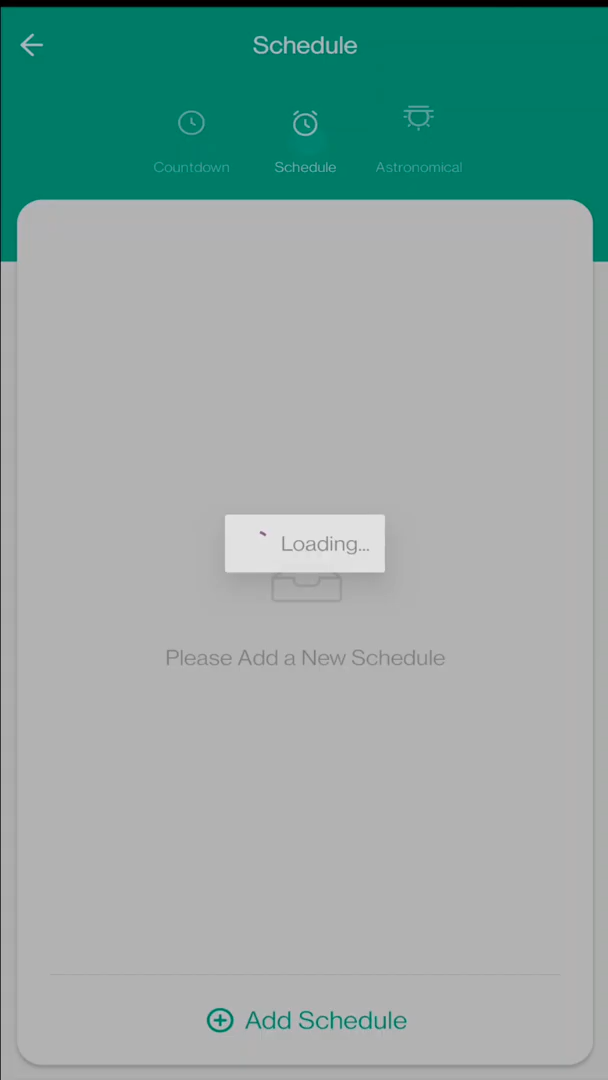 Schedule
Countdown
Schedule
Astronomical
Loading...
Please Add a New Schedule
Add Schedule